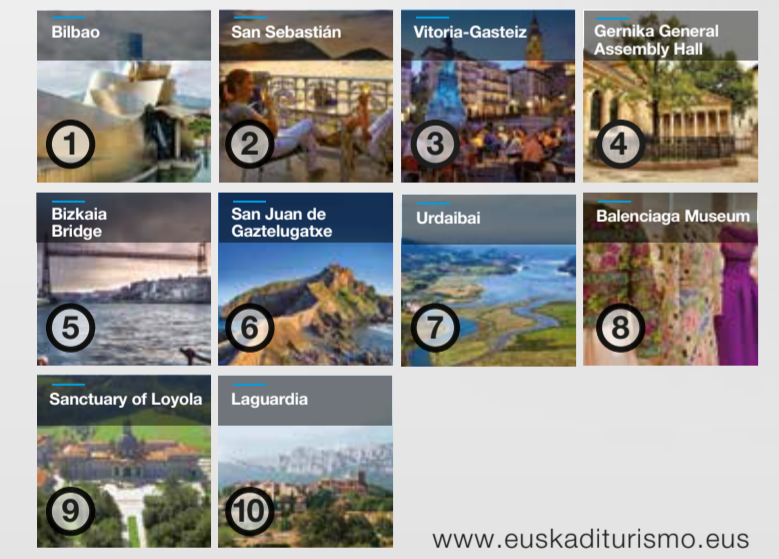 Bilbao
1
San Sebastián
2
Vitoria-Gasteiz
3
Gernika General
Assembly Hall
4
Bizkaia
Bridge
5
San Juan de
Gaztelugatxe
6
Urdaibai
7
Balenciaga Museum
8
Sanctuary of Loyola
9
Laguardia
10
www.euskaditurismo.eus